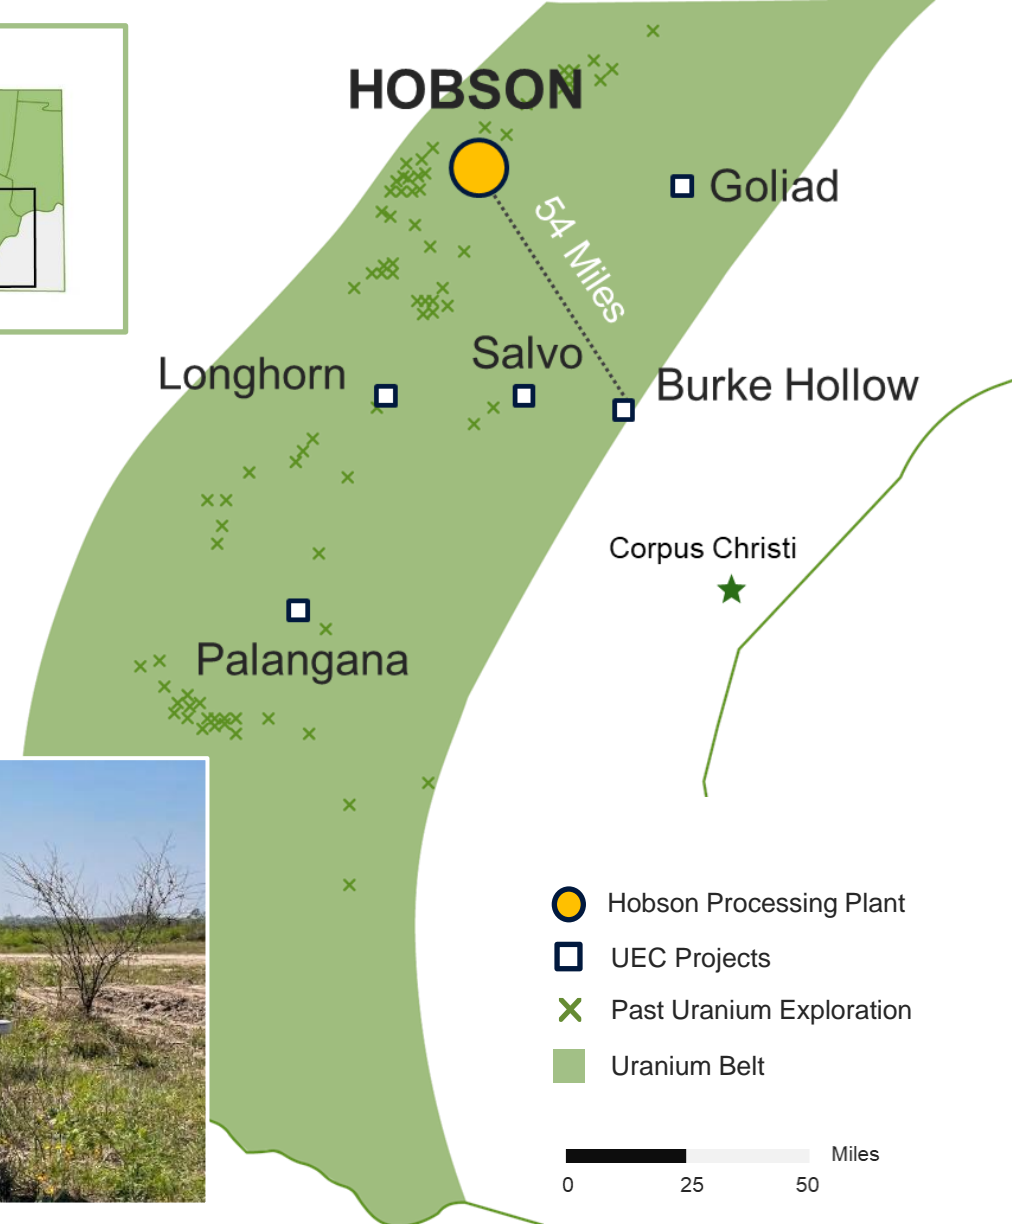 HOBSON
Goliad
54 Miles
Salvo
Longhorn
Burke Hollow
Corpus Christi
Palangana
Hobson Processing Plant
UEC Projects
Past Uranium Exploration
Uranium Belt
Miles
0 25 50